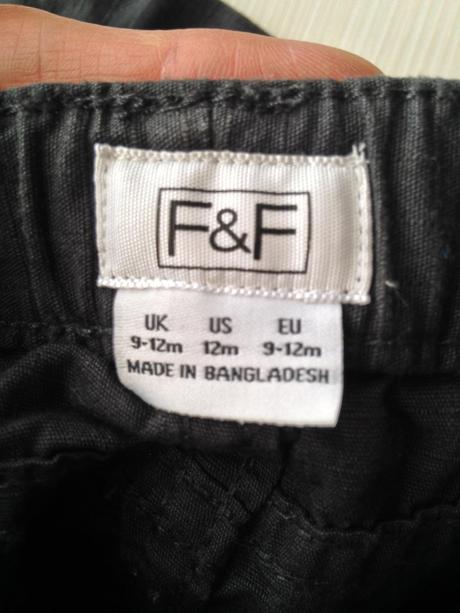 F&F
UK US EU
9-12m 12m 9-12m
MADE IN BANGLADESH